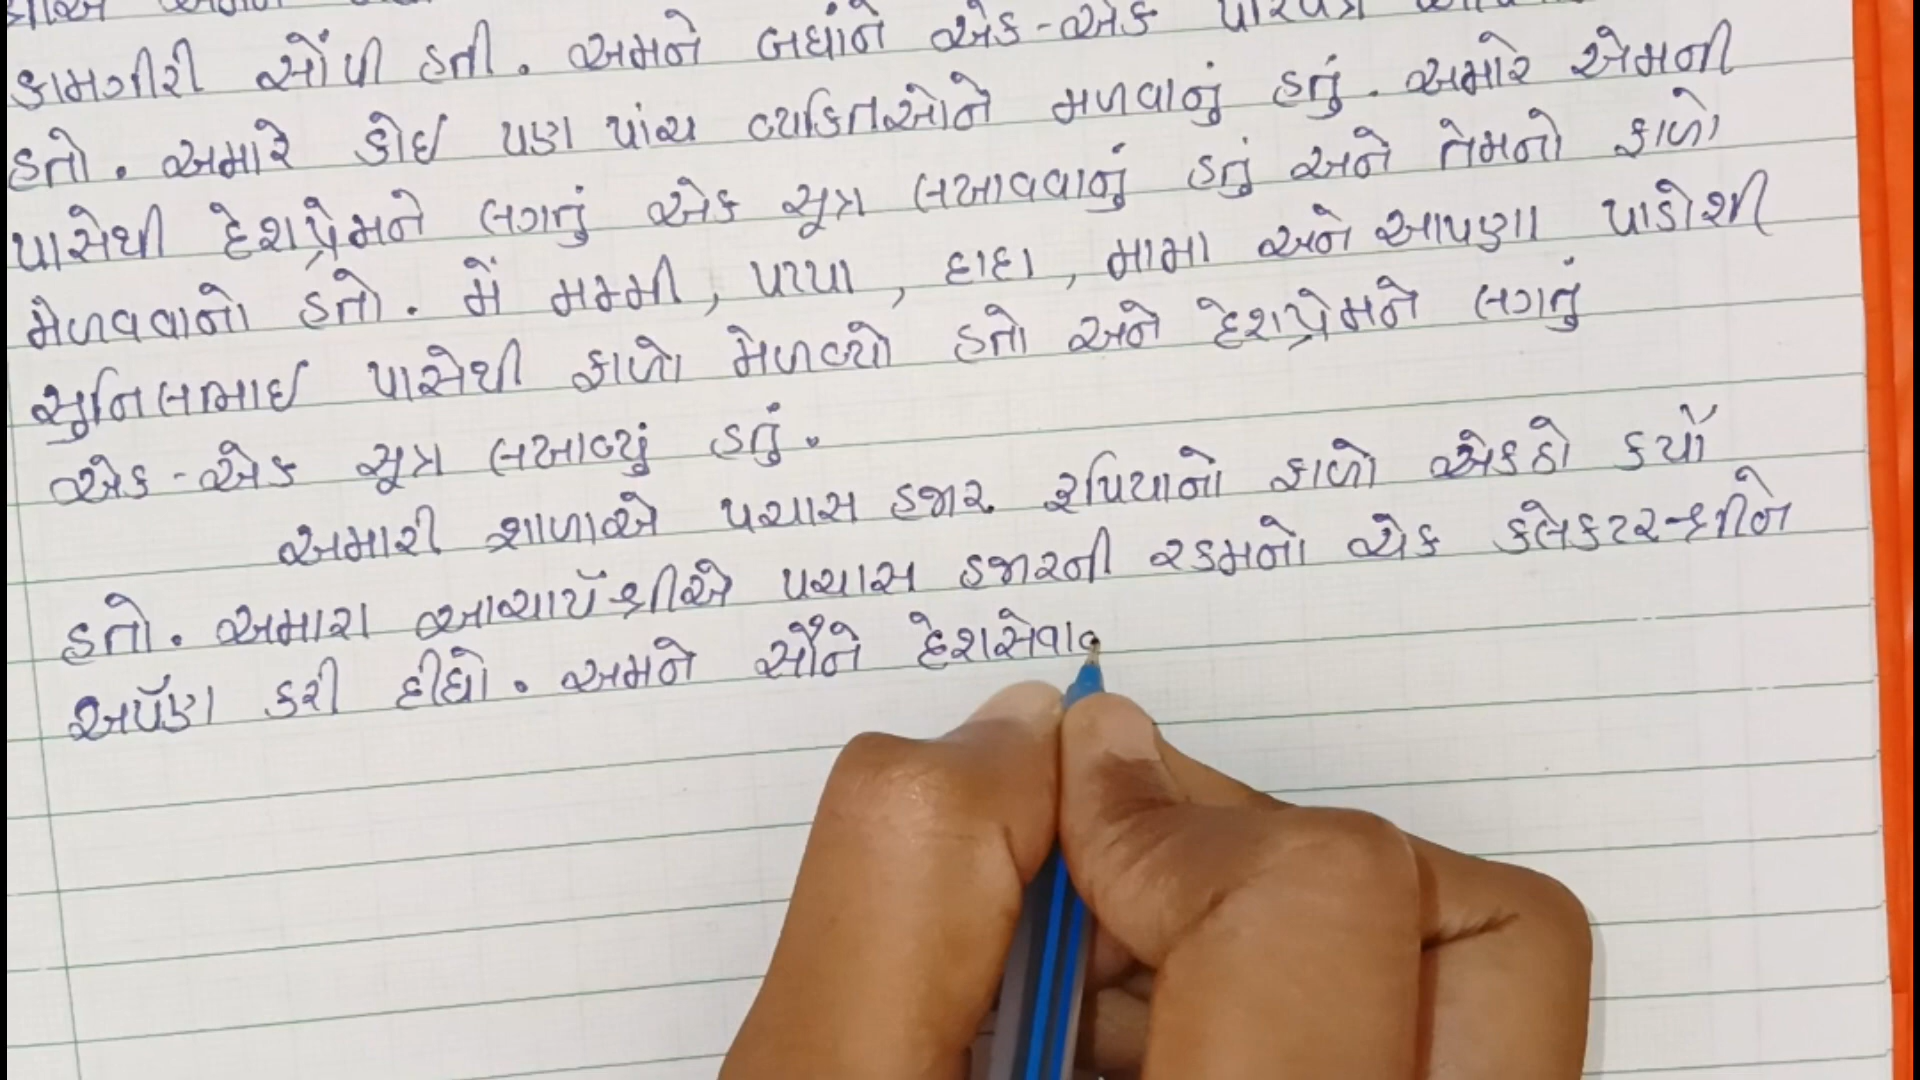 કામગીરી સોંપી હતી. અમને બધાંને એક-એક
હતો. અમારે કોઈ પણ પાંચ વ્યક્તિઓને મળવાનું હતું. અમારે એમની
પાસેથી દેશપ્રેમને લગતું એક સૂત્ર લખાવવાનું હતું અને તેમનો ફાળો
મેળવવાનો હતો. મેં મમ્મી, પપ્પા, દાદા, મામા અને આપણા પાડોશી
સુનિલભાઈ પાસેથી ફાળો મેળવ્યો હતો અને દેશપ્રેમને લગતું
એક-એક સૂત્ર લખાવ્યું હતું.
અમારી શાળાએ પચાસ હજાર રૂપિયાનો ફાળો એકઠો કર્યો
હતો. અમારા આચાર્યશ્રીએ પચાસ હજારની રકમનો ચેક કલેક્ટરશ્રીને
અર્પણ કરી દીધો. અમને સૌને દેશસેવા